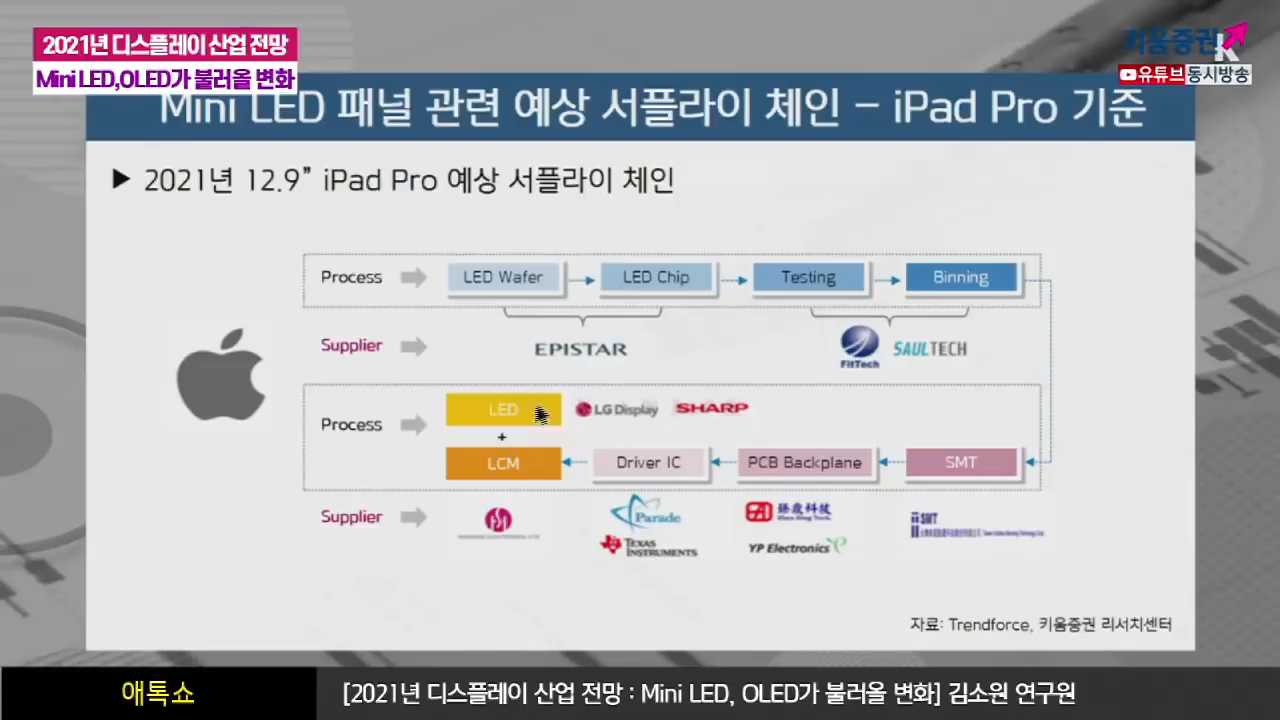 2021년 디스플레이 산업 전망
Mini LED,OLED가 불러올 변화
키움증권
유튜브동시방송
Mini LED 패널 관련 예상 서플라이 체인 – iPad Pro 기준
▶ 2021년 12.9” iPad Pro 예상 서플라이 체인
Process LED Wafer LED Chip Testing Binning
Supplier EPISTAR FitTech SAULTECH
Process LED LG Display SHARP
+
LCM Driver IC PCB Backplane SMT
Supplier Parade SMT
TEXAS INSTRUMENTS YP Electronics
자료: Trendforce, 키움증권 리서치센터
애톡쇼
[2021년 디스플레이 산업 전망 : Mini LED, OLED가 불러올 변화] 김소원 연구원